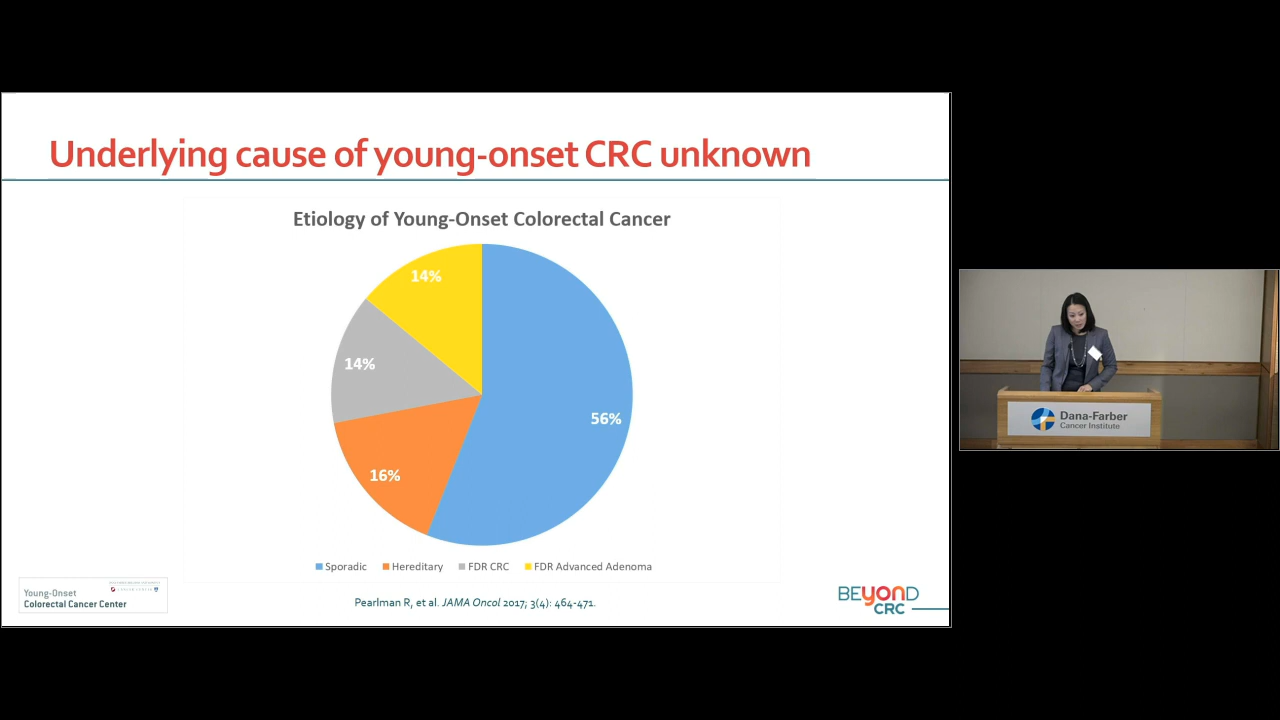 Underlying cause of young-onset CRC unknown
Etiology of Young-Onset Colorectal Cancer
14%
14%
56%
16%
Sporadic
Hereditary
FDR CRC
FDR Advanced Adenoma
Young-Onset
Colorectal Cancer Center
Pearlman R, et al. JAMA Oncol 2017; 3(4): 464-471.
BEYOND
CRC
Dana-Farber
Cancer Institute